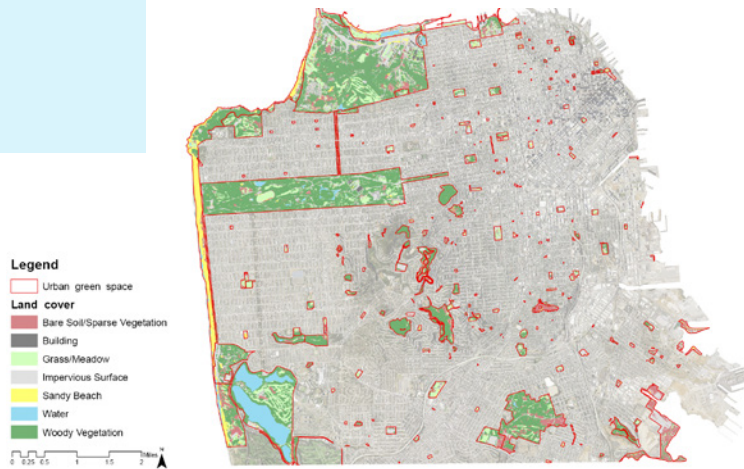 Legend
Urban green space
Land cover
Bare Soil/Sparse Vegetation
Building
Grass/Meadow
Impervious Surface
Sandy Beach
Water
Woody Vegetation
0 0.25 0.5 1 1.5 2 Miles
N